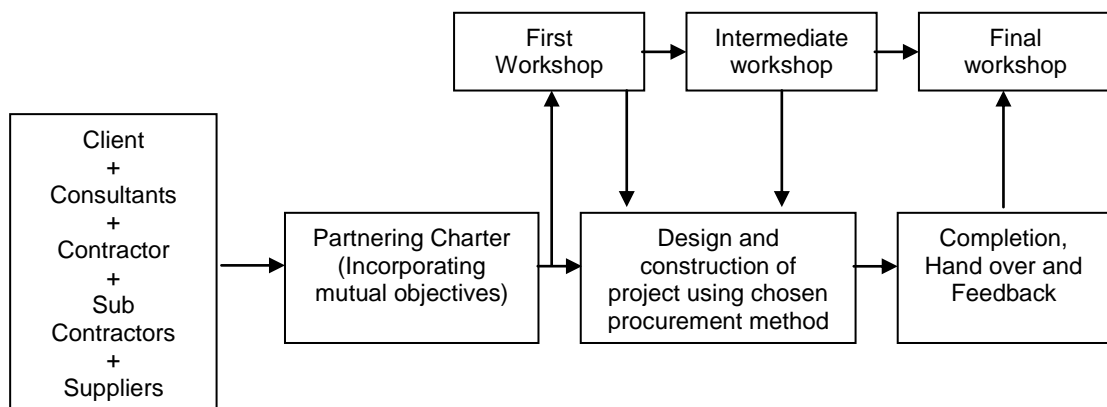 First
Workshop
Intermediate
workshop
Final
workshop
Client
+
Consultants
+
Contractor
+
Sub
Contractors
+
Suppliers
Partnering Charter
(Incorporating
mutual objectives)
Design and
construction of
project using chosen
procurement method
Completion,
Hand over and
Feedback